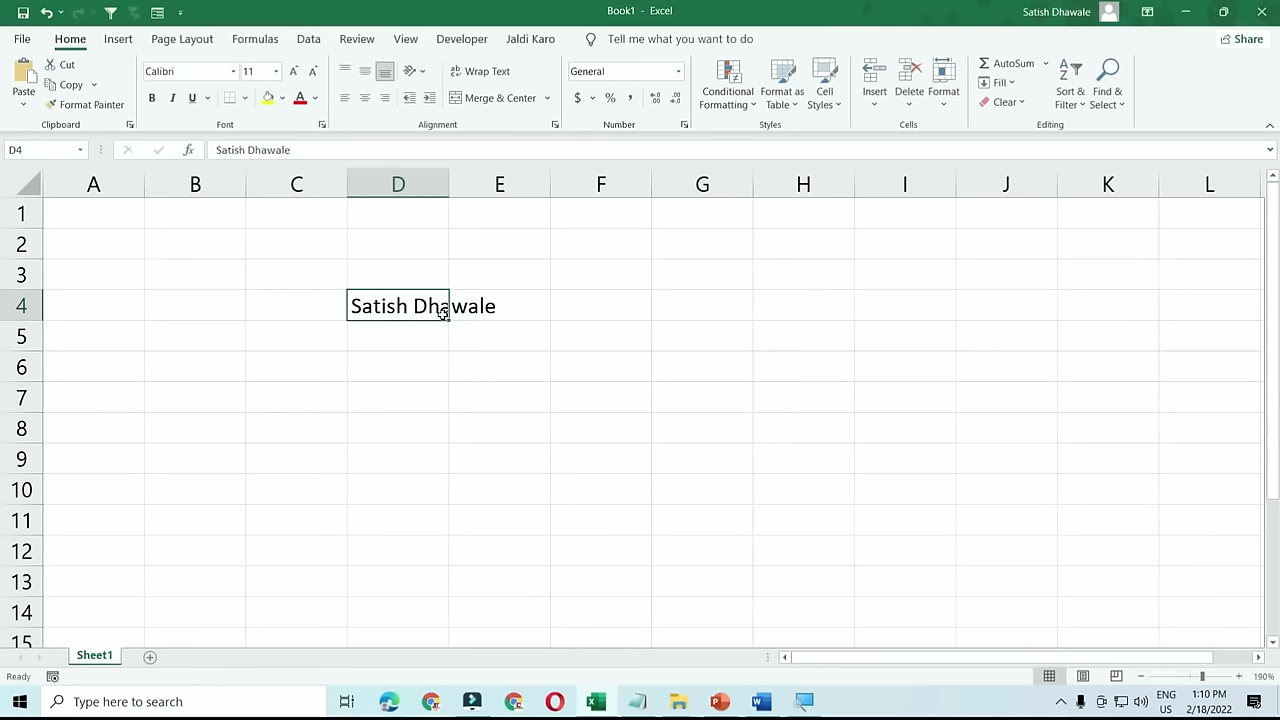 Book1 - Excel
Satish Dhawale
File Home Insert Page Layout Formulas Data Review View Developer Jaldi Karo Tell me what you want to do Share
Paste
Cut
Copy
Format Painter
Clipboard
Calibri 11
B I U A
Font
Wrap Text
Merge & Center
Alignment
General
$ % ,
Number
Conditional Formatting
Format as Table
Cell Styles
Styles
Insert Delete Format
Cells
AutoSum
Fill
Clear
Sort & Filter
Find & Select
Editing
D4 fx Satish Dhawale
A B C D E F G H I J K L
1
2
3
4 Satish Dhawale
5
6
7
8
9
10
11
12
13
14
15
Sheet1
Ready 190%
Type here to search
ENG US
1:10 PM
2/18/2022